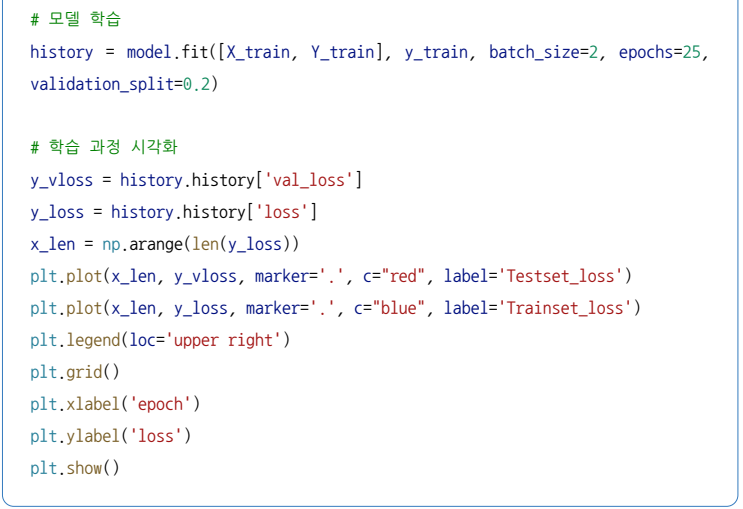 # 모델 학습
history = model.fit([X_train, Y_train], y_train, batch_size=2, epochs=25,
validation_split=0.2)
# 학습 과정 시각화
y_vloss = history.history['val_loss']
y_loss = history.history['loss']
x_len = np.arange(len(y_loss))
plt.plot(x_len, y_vloss, marker='.', c="red", label='Testset_loss')
plt.plot(x_len, y_loss, marker='.', c="blue", label='Trainset_loss')
plt.legend(loc='upper right')
plt.grid()
plt.xlabel('epoch')
plt.ylabel('loss')
plt.show()